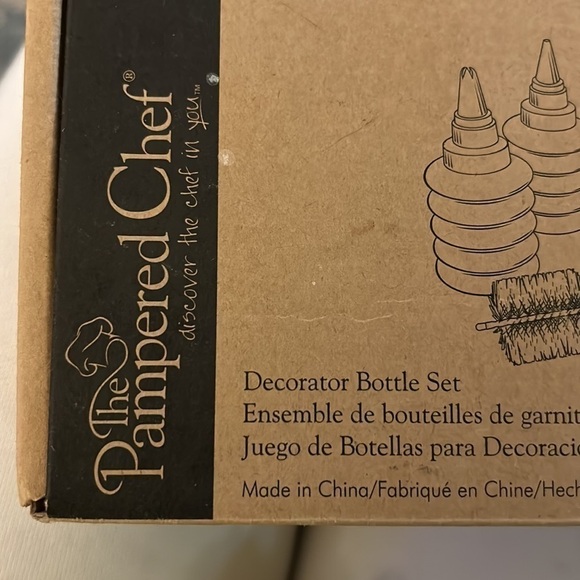 The
Pampered Chef®
discover the chef in you™
Decorator Bottle Set
Ensemble de bouteilles de garnit
Juego de Botellas para Decoracio
Made in China/Fabriqué en Chine/Hech